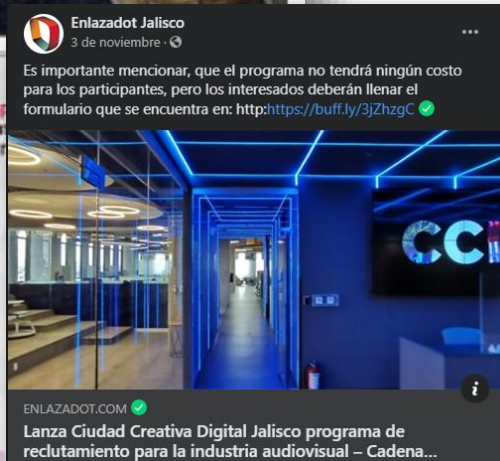 Enlazadot Jalisco
3 de noviembre ·
Es importante mencionar, que el programa no tendrá ningún costo
para los participantes, pero los interesados deberán llenar el
formulario que se encuentra en: http:https://buff.ly/3jZhzgC
CC
ENLAZADOT.COM
Lanza Ciudad Creativa Digital Jalisco programa de
reclutamiento para la industria audiovisual – Cadena...